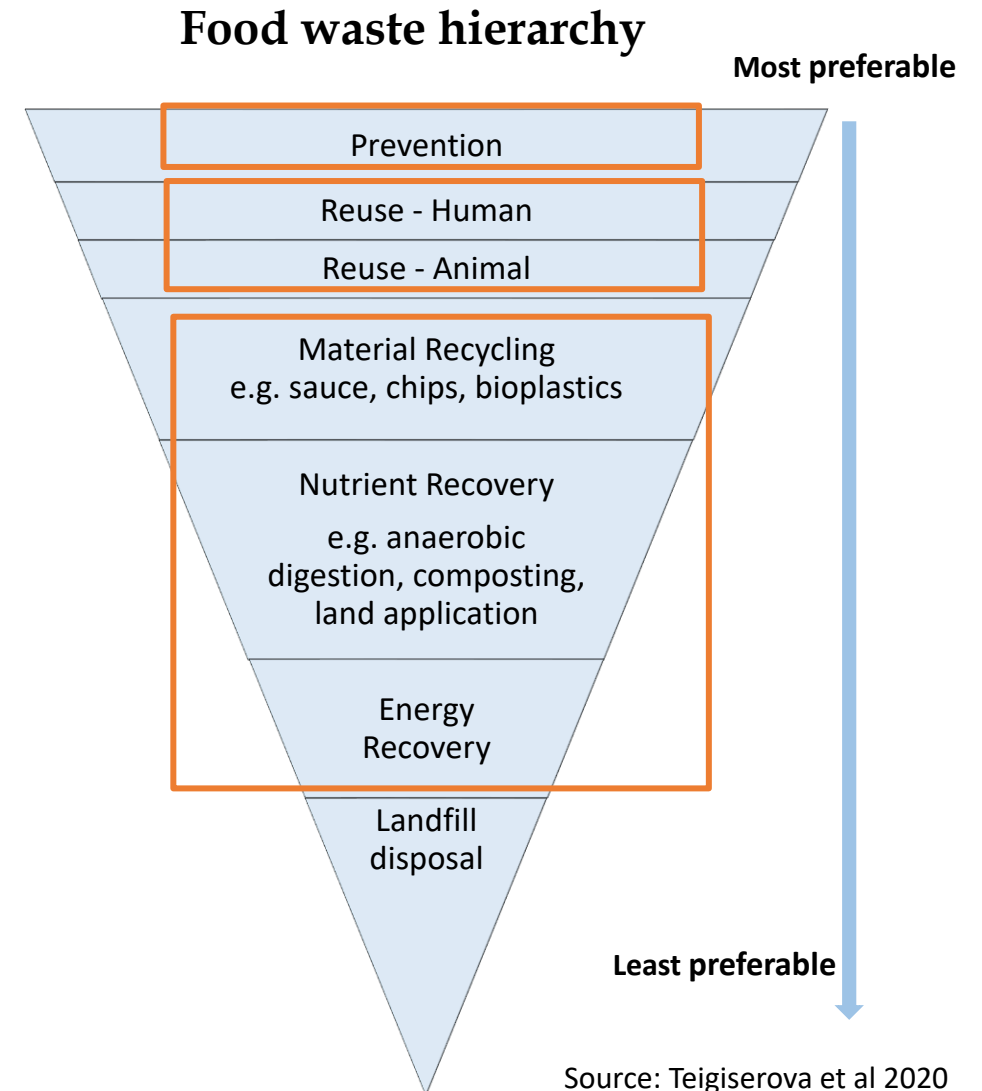 Food waste hierarchy
Most preferable
Prevention
Reuse - Human
Reuse - Animal
Material Recycling
e.g. sauce, chips, bioplastics
Nutrient Recovery
e.g. anaerobic
digestion, composting,
land application
Energy
Recovery
Landfill
disposal
Least preferable
Source: Teigiserova et al 2020